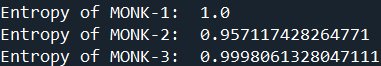 Entropy of MONK-1:  1.0
Entropy of MONK-2:  0.957117428264771
Entropy of MONK-3:  0.9998061328047111